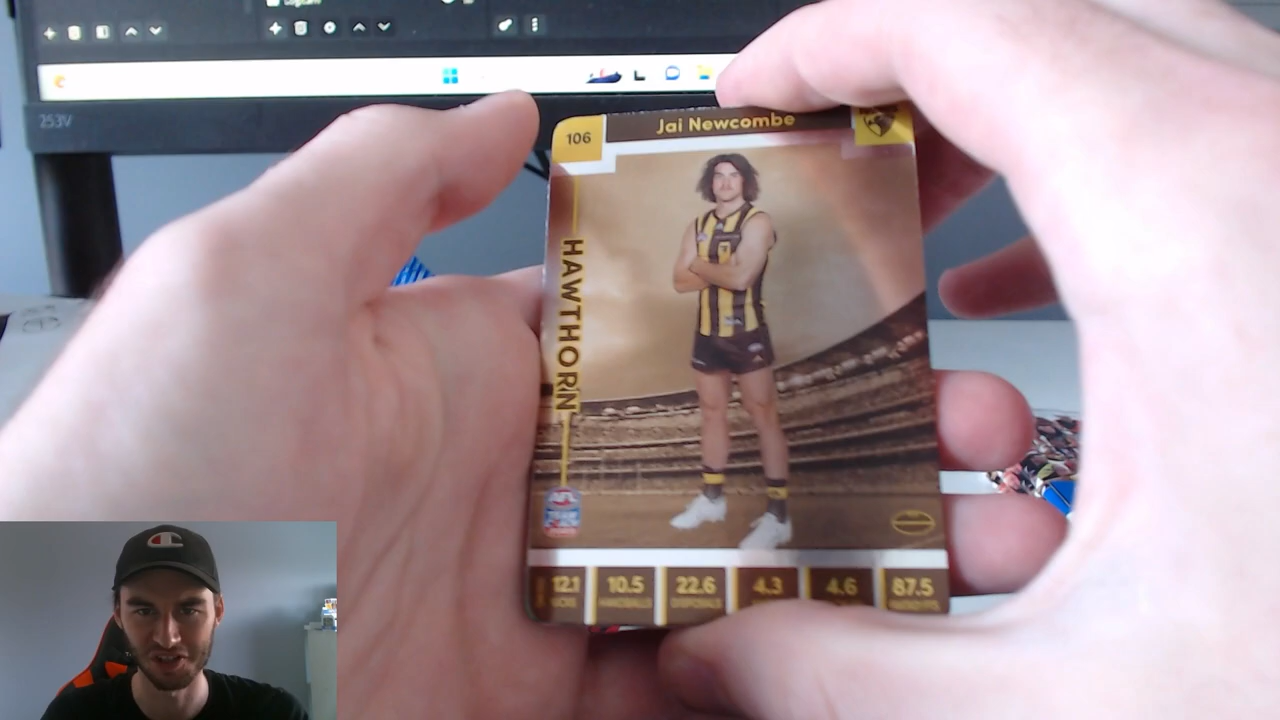 253V
106
Jai Newcombe
HAWTHORN
AFL
12.1
10.5
22.6
4.3
4.6
87.5
HANDBALLS
DISPOSALS